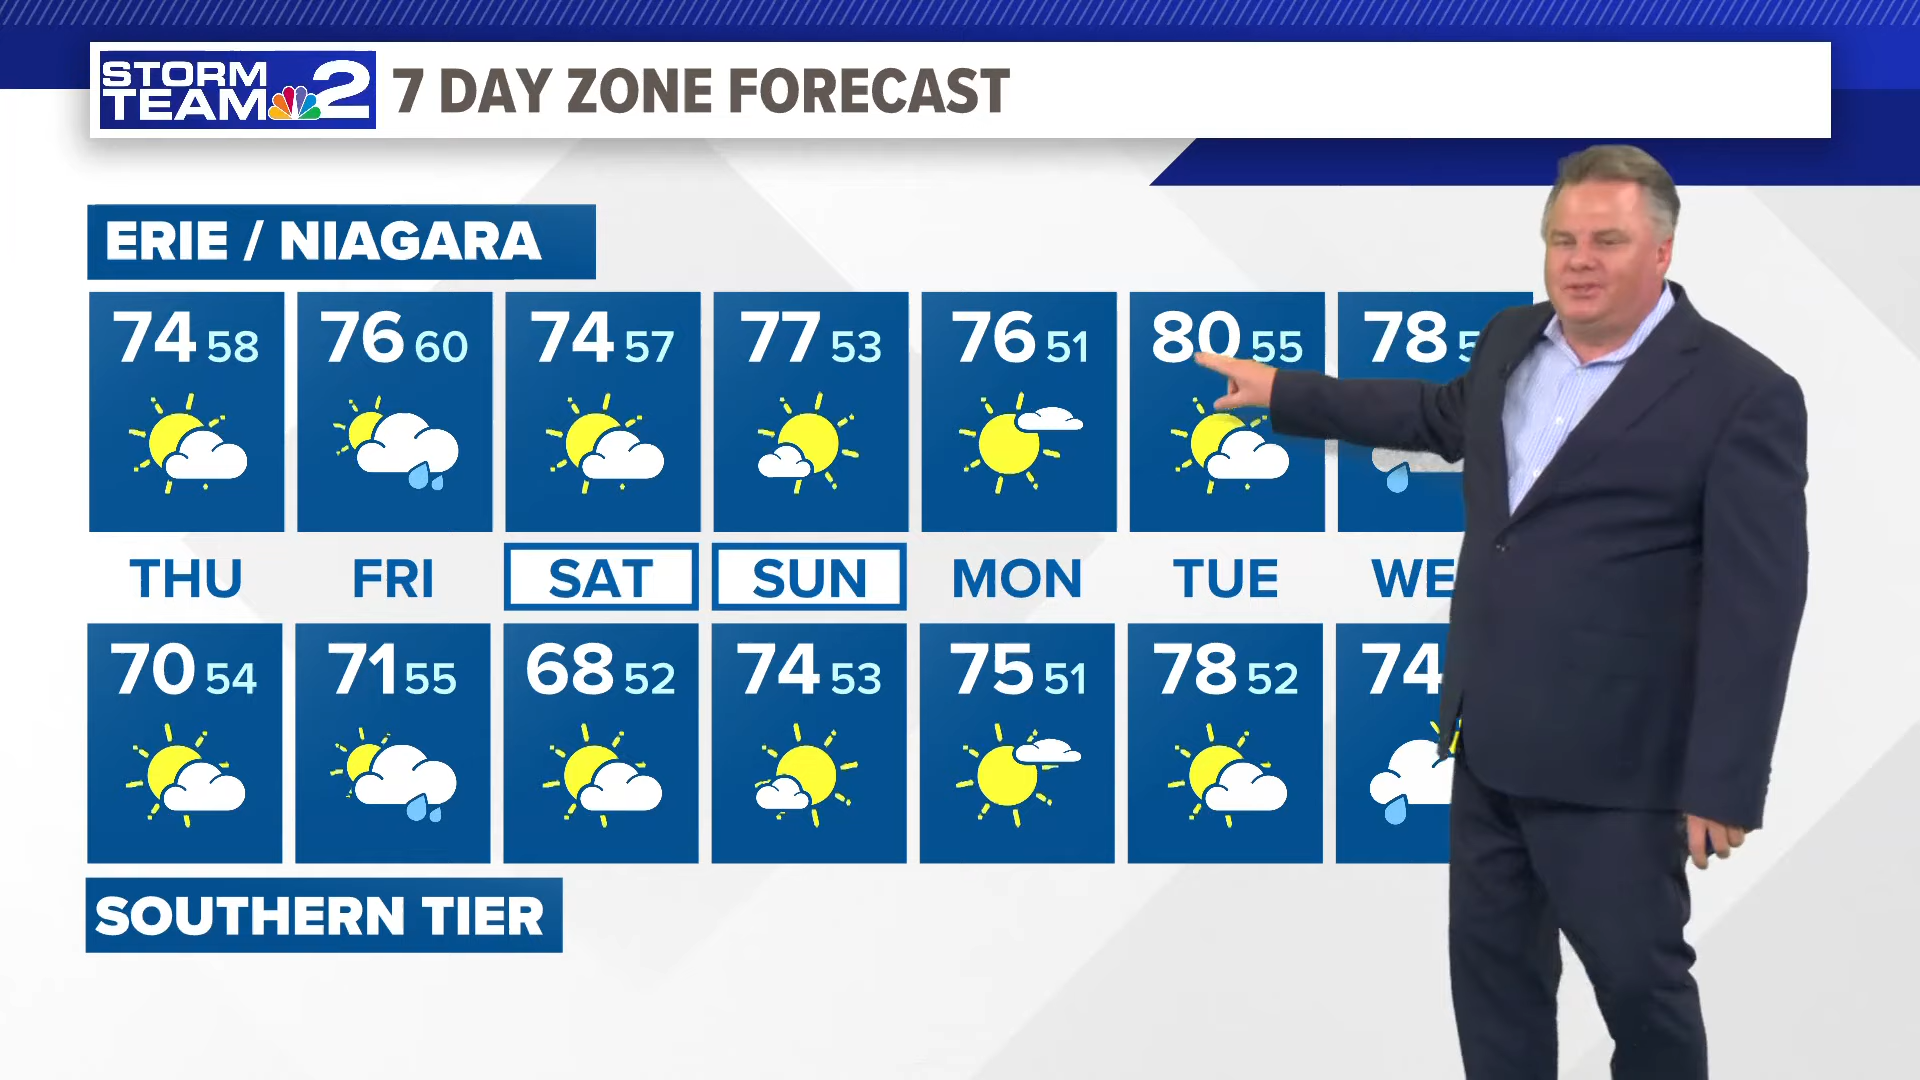 STORM
TEAM 2
7 DAY ZONE FORECAST
ERIE / NIAGARA
74 58 76 60 74 57 77 53 76 51 80 55 78
THU FRI SAT SUN MON TUE
70 54 71 55 68 52 74 53 75 51 78 52 74
SOUTHERN TIER